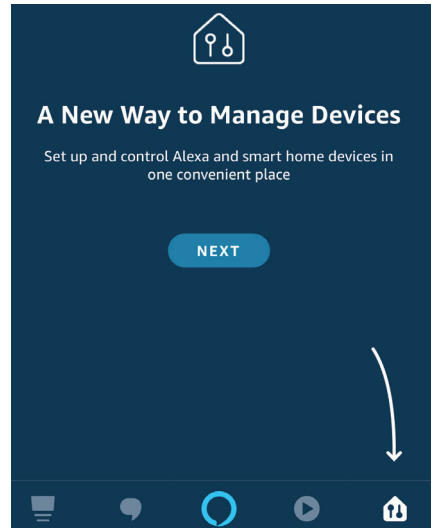 A New Way to Manage Devices
Set up and control Alexa and smart home devices in
one convenient place
NEXT